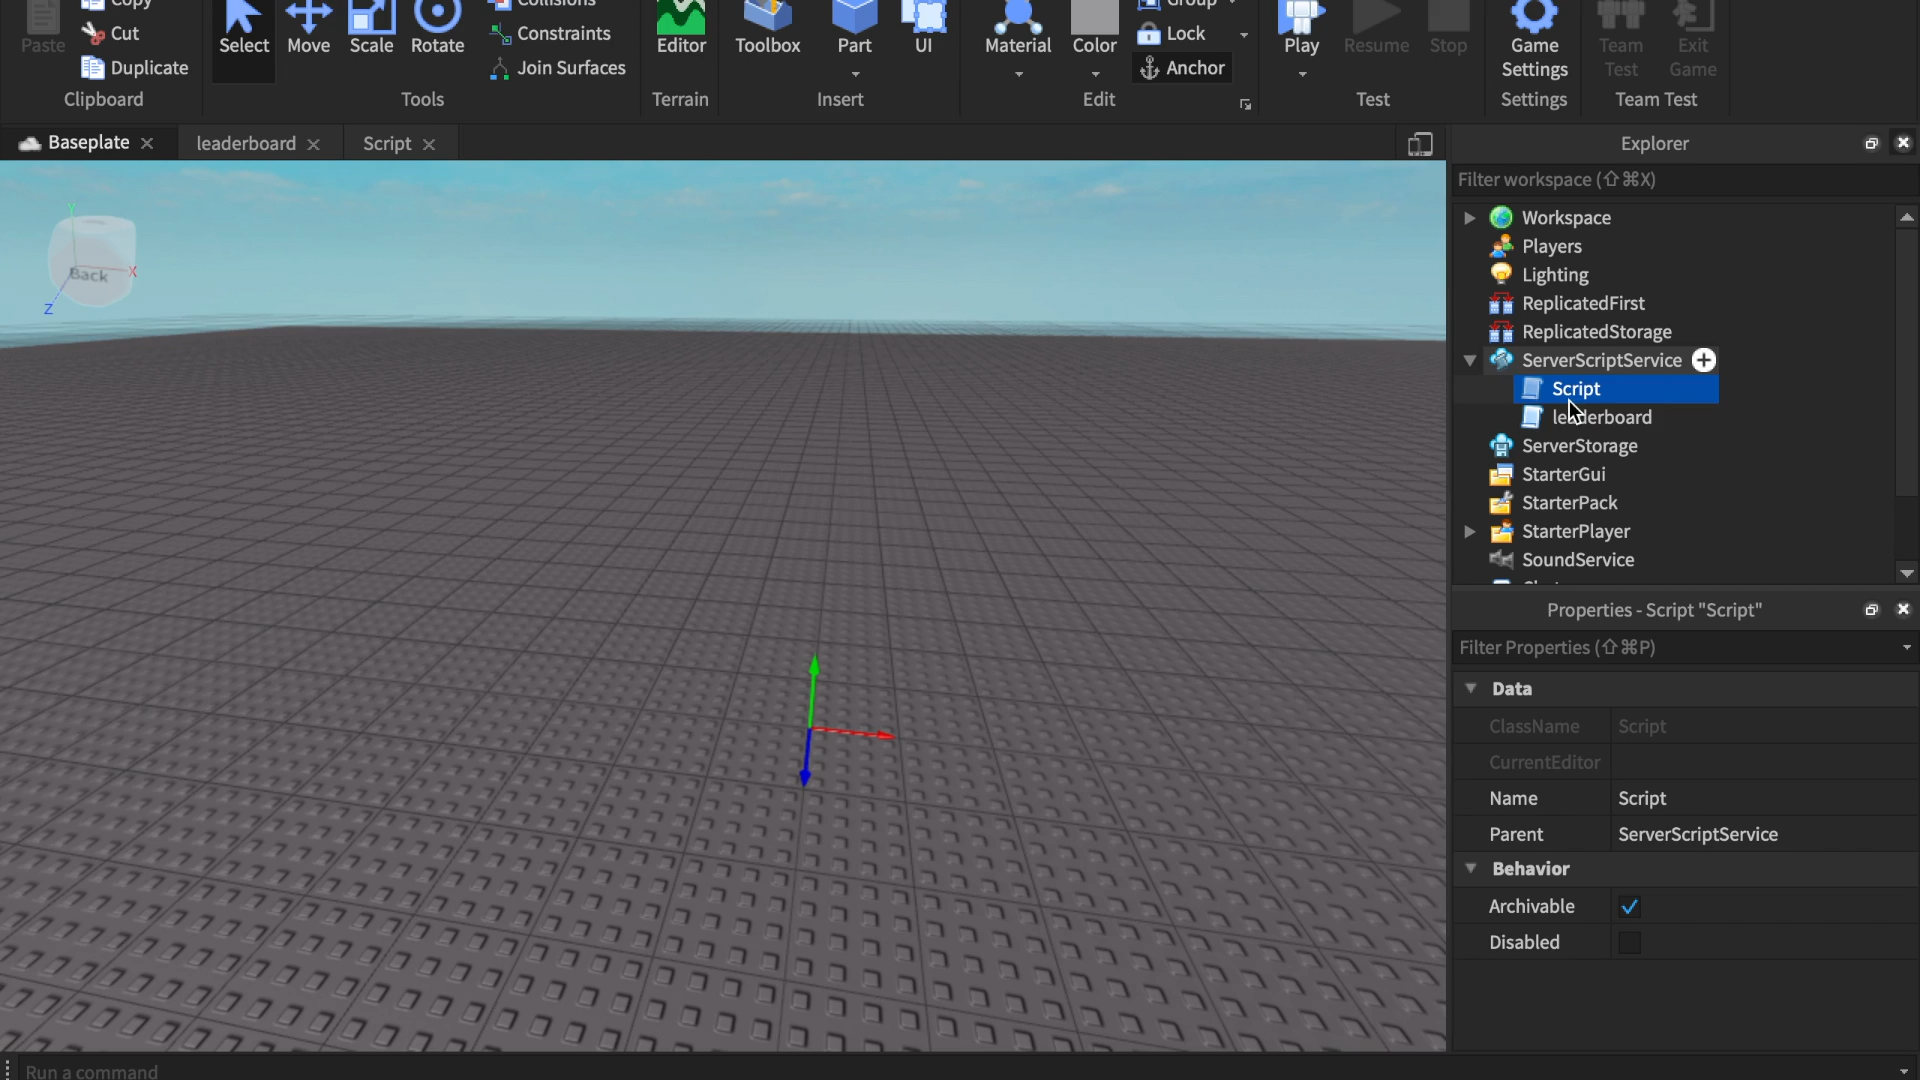 Copy
Collisions
Group
Paste
Cut
Select
Move
Scale
Rotate
Constraints
Editor
Toolbox
Part
UI
Material
Color
Lock
Play
Resume
Stop
Game
Settings
Team
Test
Exit
Game
Duplicate
Join Surfaces
Anchor
Clipboard
Tools
Terrain
Insert
Edit
Test
Settings
Team Test
Baseplate
leaderboard
Script
Explorer
Filter workspace (⇧⌘X)
Workspace
Players
Lighting
ReplicatedFirst
ReplicatedStorage
ServerScriptService
Script
leaderboard
ServerStorage
StarterGui
StarterPack
StarterPlayer
SoundService
Y
Back
X
Z
Properties - Script "Script"
Filter Properties (⇧⌘P)
Data
ClassName Script
CurrentEditor
Name Script
Parent ServerScriptService
Behavior
Archivable
Disabled
Run a command